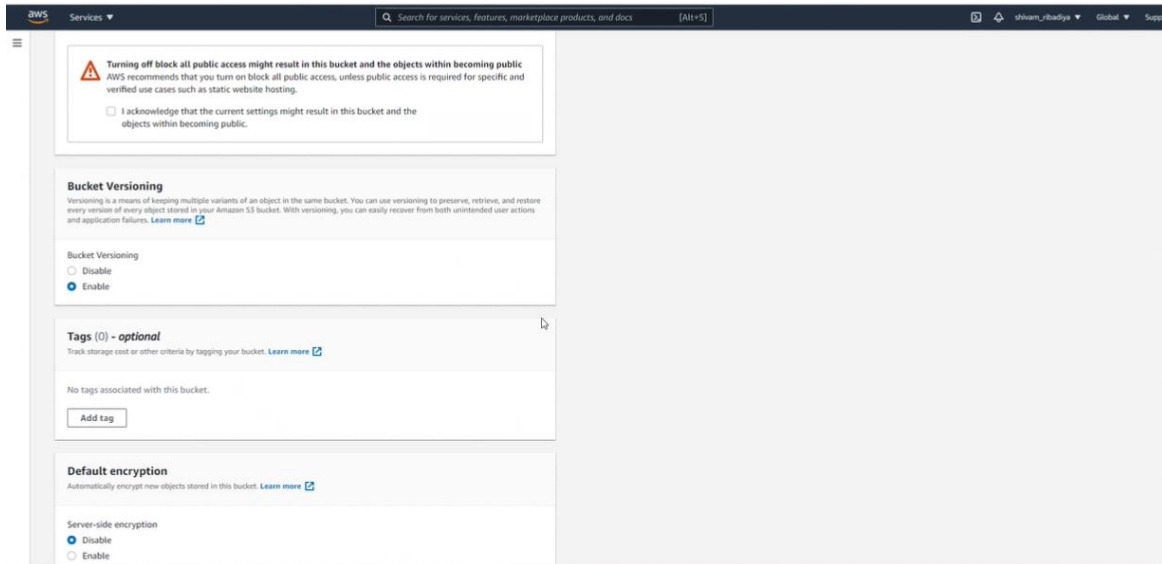 aws Services ▼ Search for services, features, marketplace products, and docs [Alt+S] shivam_ribadiya ▼ Global ▼ Supp
Turning off block all public access might result in this bucket and the objects within becoming public
AWS recommends that you turn on block all public access, unless public access is required for specific and
verified use cases such as static website hosting.
I acknowledge that the current settings might result in this bucket and the
objects within becoming public.
Bucket Versioning
Versioning is a means of keeping multiple variants of an object in the same bucket. You can use versioning to preserve, retrieve, and restore
every version of every object stored in your Amazon S3 bucket. With versioning, you can easily recover from both unintended user actions
and application failures. Learn more
Bucket Versioning
Disable
Enable
Tags (0) - optional
Track storage cost or other criteria by tagging your bucket. Learn more
No tags associated with this bucket.
Add tag
Default encryption
Automatically encrypt new objects stored in this bucket. Learn more
Server-side encryption
Disable
Enable